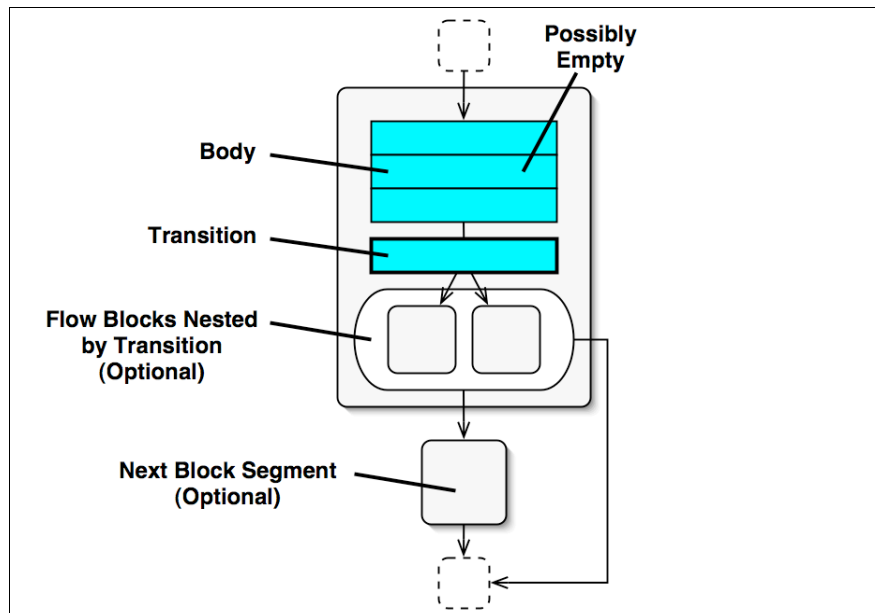 Possibly
Empty
Body
Transition
Flow Blocks Nested
by Transition
(Optional)
Next Block Segment
(Optional)